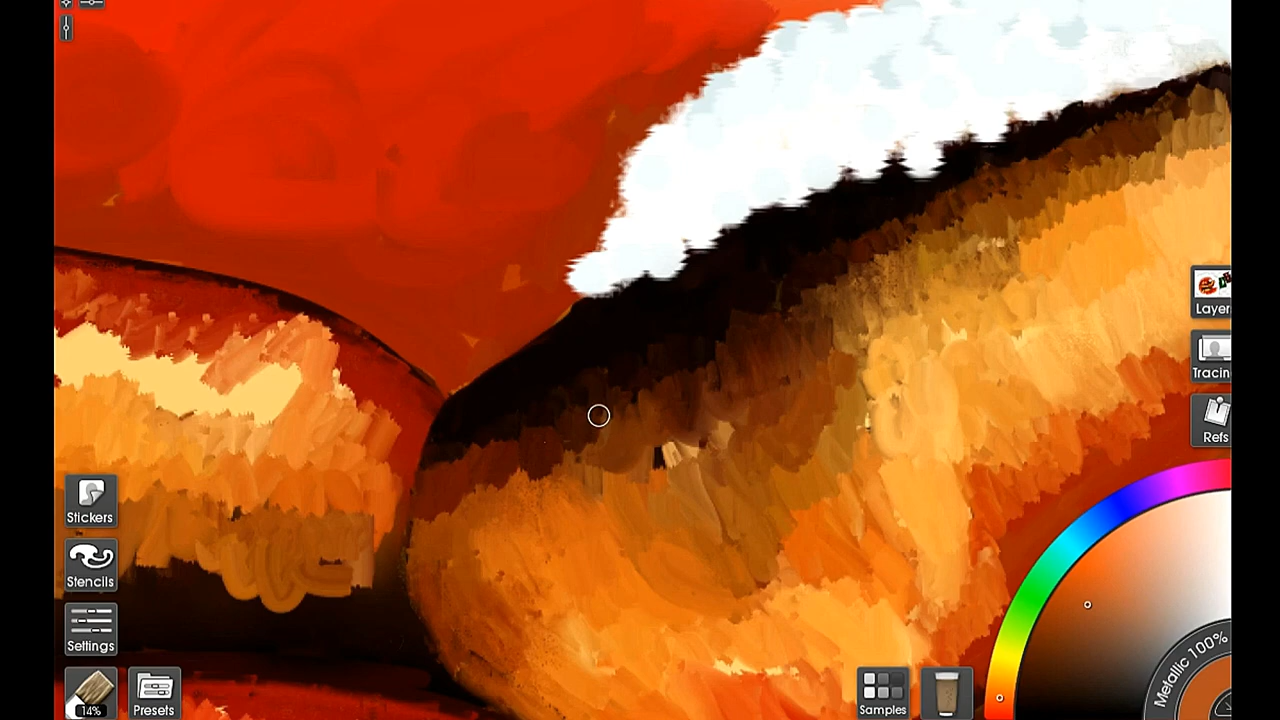 Layer
Tracin
Refs
Stickers
Stencils
Settings
14%
Presets
Samples
Metallic 100%